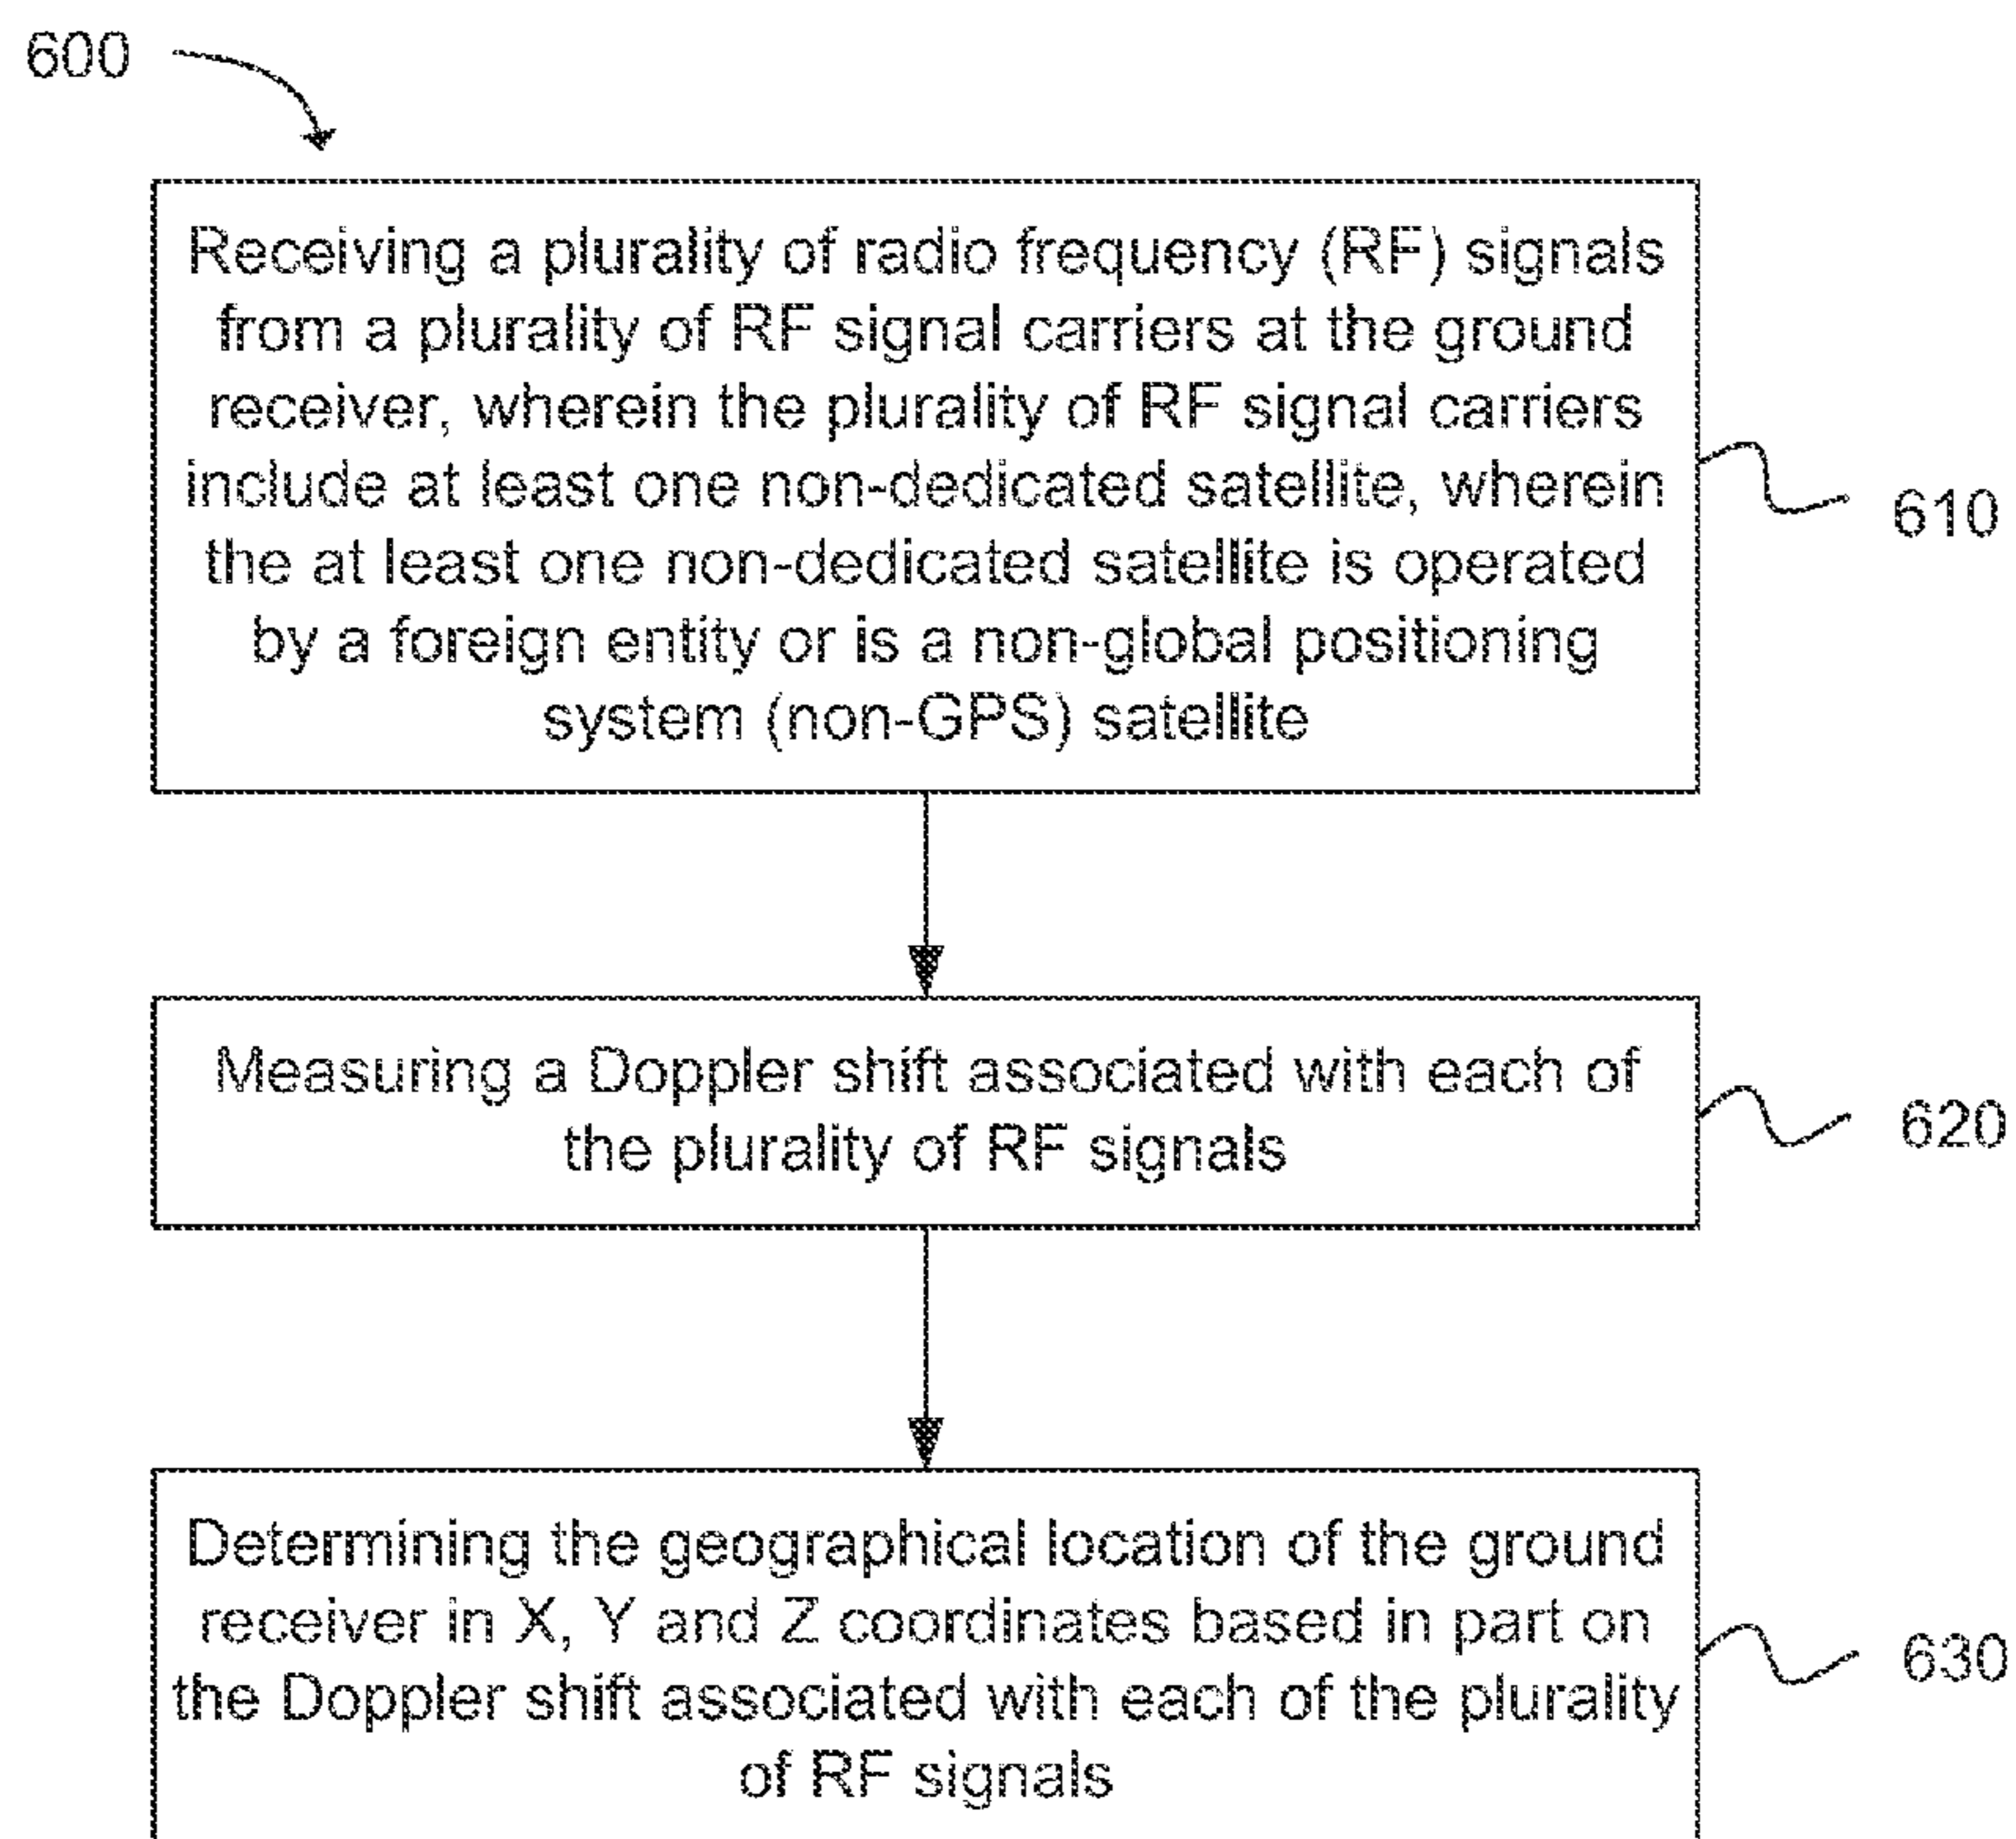 600
Receiving a plurality of radio frequency (RF) signals
from a plurality of RF signal carriers at the ground
receiver, wherein the plurality of RF signal carriers
include at least one non-dedicated satellite, wherein
the at least one non-dedicated satellite is operated
by a foreign entity or is a non-global positioning
system (non-GPS) satellite
610
Measuring a Doppler shift associated with each of
the plurality of RF signals
620
Determining the geographical location of the ground
receiver in X, Y and Z coordinates based in part on
the Doppler shift associated with each of the plurality
of RF signals
630